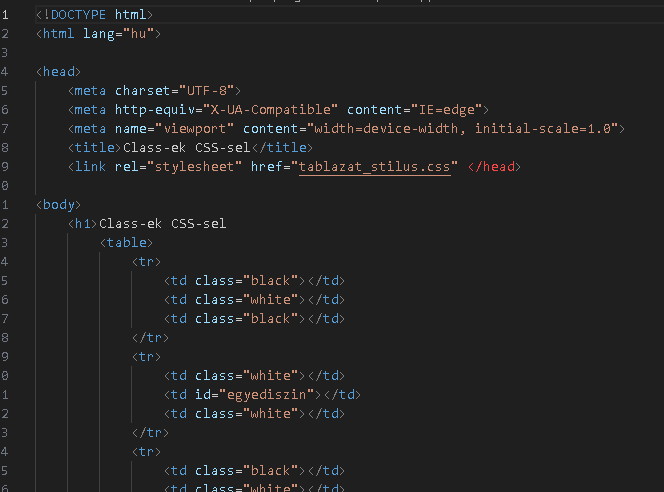 1 <!DOCTYPE html>
2 <html lang="hu">
3
4 <head>
5 <meta charset="UTF-8">
6 <meta http-equiv="X-UA-Compatible" content="IE=edge">
7 <meta name="viewport" content="width=device-width, initial-scale=1.0">
8 <title>Class-ek CSS-sel</title>
9 <link rel="stylesheet" href="tablazat_stilus.css" </head>
0
1 <body>
2 <h1>Class-ek CSS-sel
3 <table>
4 <tr>
5 <td class="black"></td>
6 <td class="white"></td>
7 <td class="black"></td>
8 </tr>
9 <tr>
0 <td class="white"></td>
1 <td id="egyediszin"></td>
2 <td class="white"></td>
3 </tr>
4 <tr>
5 <td class="black"></td>
6 <td class="white"></td>